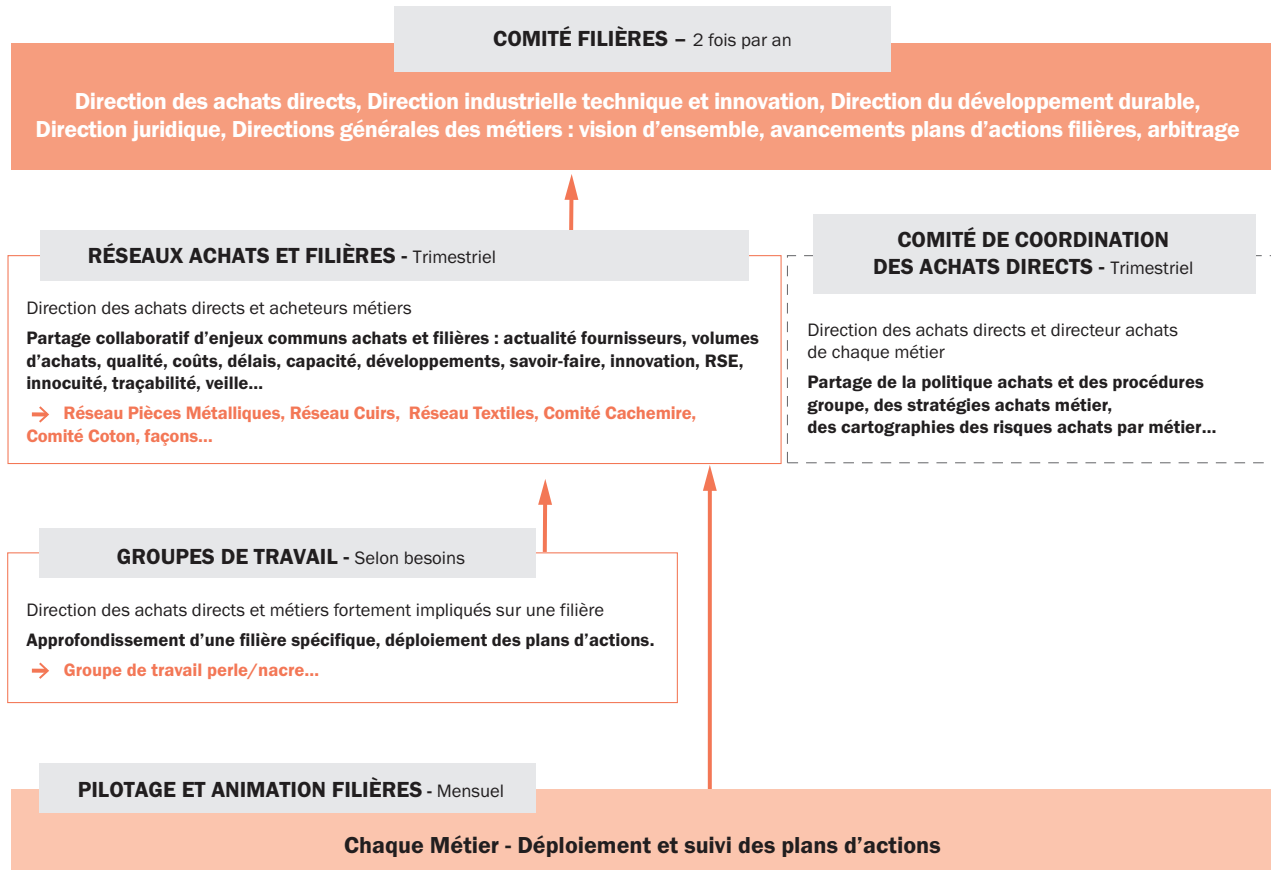 COMITÉ FILIÈRES – 2 fois par an
Direction des achats directs, Direction industrielle technique et innovation, Direction du développement durable,
Direction juridique, Directions générales des métiers : vision d’ensemble, avancements plans d’actions filières, arbitrage
RÉSEAUX ACHATS ET FILIÈRES - Trimestriel
Direction des achats directs et acheteurs métiers
Partage collaboratif d’enjeux communs achats et filières : actualité fournisseurs, volumes
d’achats, qualité, coûts, délais, capacité, développements, savoir-faire, innovation, RSE,
innocuité, traçabilité, veille...
→ Réseau Pièces Métalliques, Réseau Cuirs, Réseau Textiles, Comité Cachemire,
Comité Coton, façons...
COMITÉ DE COORDINATION
DES ACHATS DIRECTS - Trimestriel
Direction des achats directs et directeur achats
de chaque métier
Partage de la politique achats et des procédures
groupe, des stratégies achats métier,
des cartographies des risques achats par métier...
GROUPES DE TRAVAIL - Selon besoins
Direction des achats directs et métiers fortement impliqués sur une filière
Approfondissement d’une filière spécifique, déploiement des plans d’actions.
→ Groupe de travail perle/nacre...
PILOTAGE ET ANIMATION FILIÈRES - Mensuel
Chaque Métier - Déploiement et suivi des plans d’actions